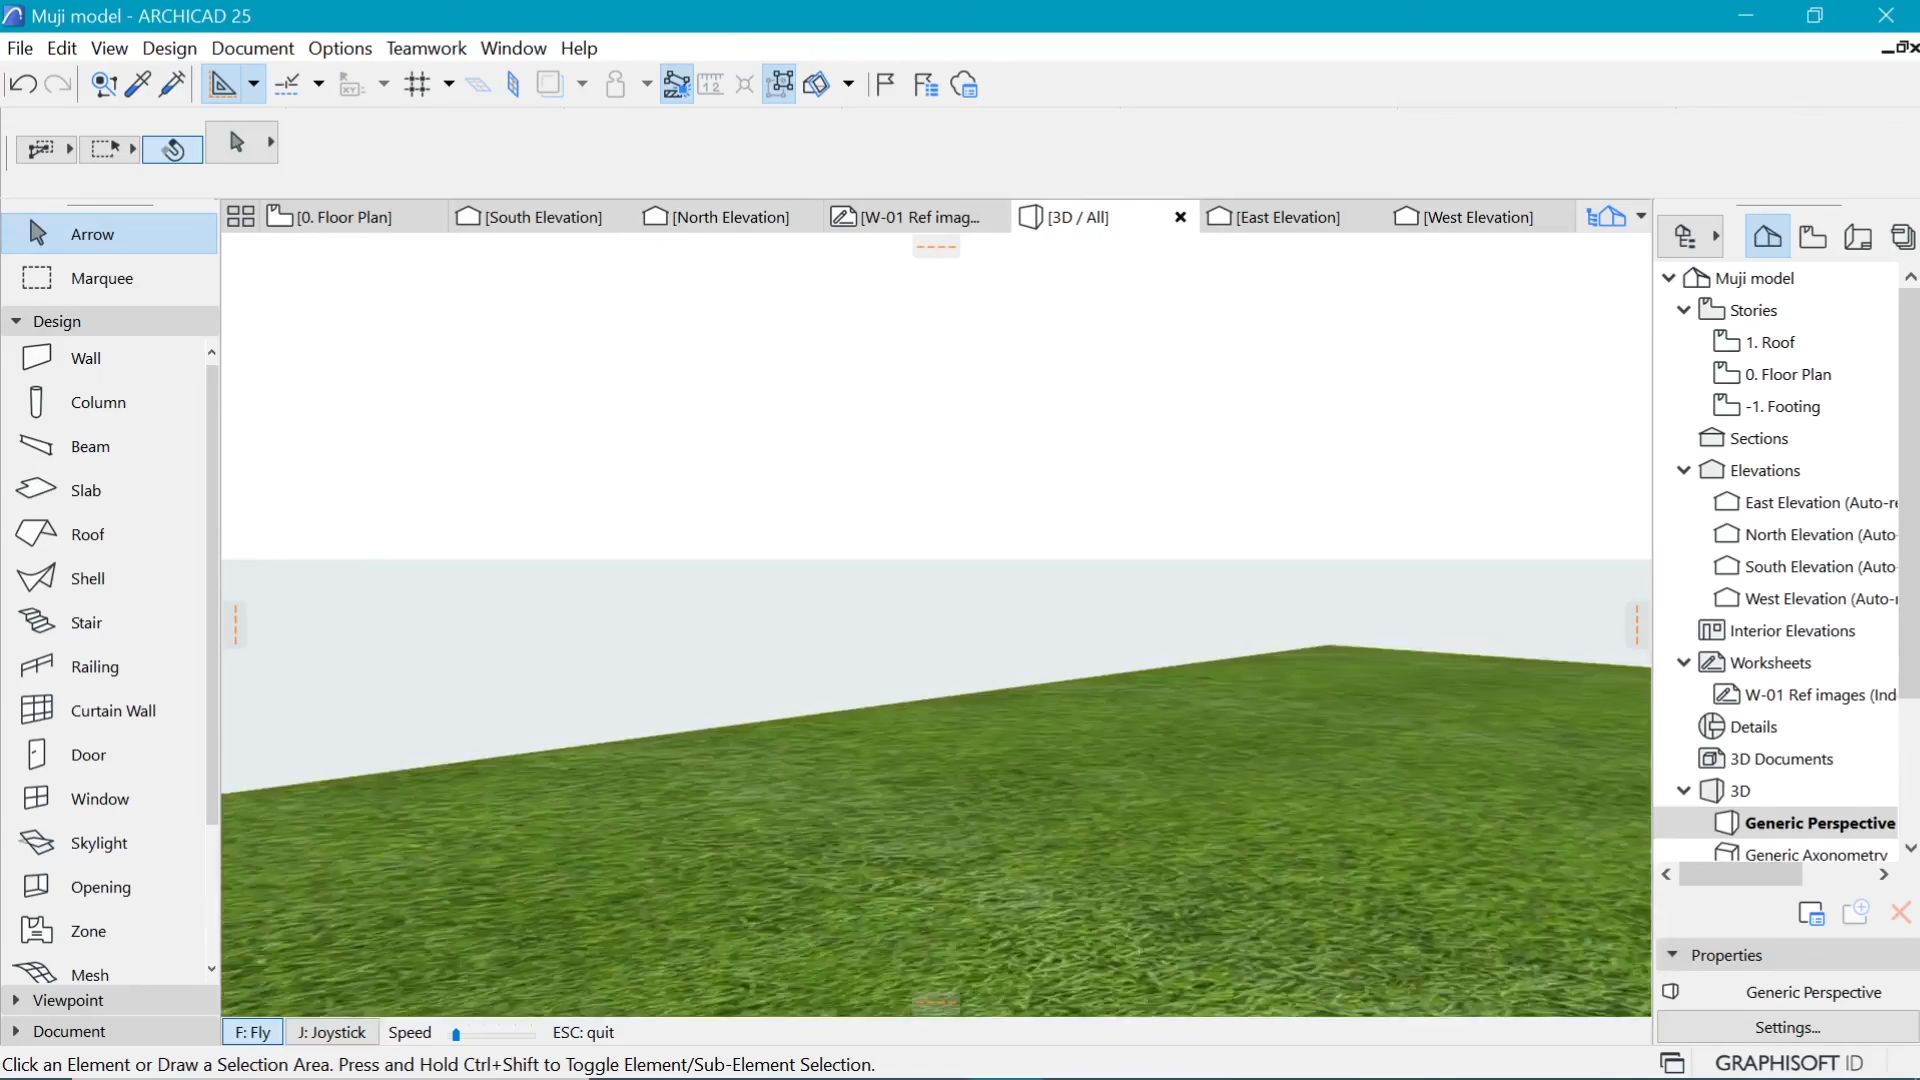 Muji model - ARCHICAD 25
File Edit View Design Document Options Teamwork Window Help
[0. Floor Plan] [South Elevation] [North Elevation] [W-01 Ref imag... [3D / All] [East Elevation] [West Elevation]
Arrow
Marquee
Design
Wall
Column
Beam
Slab
Roof
Shell
Stair
Railing
Curtain Wall
Door
Window
Skylight
Opening
Zone
Mesh
Viewpoint
Document
Muji model
Stories
1. Roof
0. Floor Plan
-1. Footing
Sections
Elevations
East Elevation (Auto-re
North Elevation (Auto-
South Elevation (Auto-
West Elevation (Auto-r
Interior Elevations
Worksheets
W-01 Ref images (Ind
Details
3D Documents
3D
Generic Perspective
Generic Axonometry
Properties
Generic Perspective
Settings...
F: Fly J: Joystick Speed ESC: quit
Click an Element or Draw a Selection Area. Press and Hold Ctrl+Shift to Toggle Element/Sub-Element Selection.
GRAPHISOFT ID